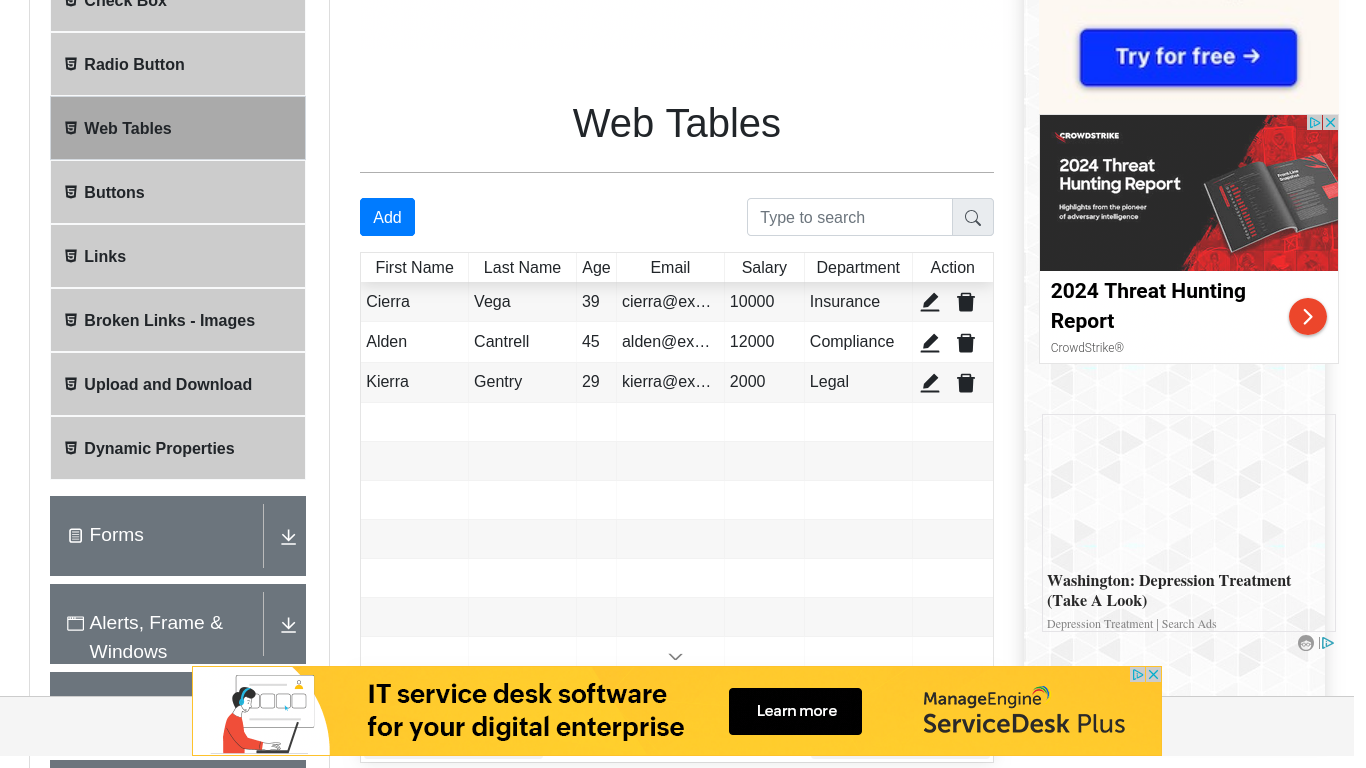 Check Box
Radio Button
Web Tables
Buttons
Links
Broken Links - Images
Upload and Download
Dynamic Properties
Forms
Alerts, Frame &
Windows
Web Tables
Add
Type to search
First Name Last Name Age Email Salary Department Action
Cierra Vega 39 cierra@ex… 10000 Insurance
Alden Cantrell 45 alden@ex… 12000 Compliance
Kierra Gentry 29 kierra@ex… 2000 Legal
Try for free →
CROWDSTRIKE
2024 Threat
Hunting Report
Highlights from the pioneer
of adversary intelligence
2024 Threat Hunting
Report
CrowdStrike®
Washington: Depression Treatment
(Take A Look)
Depression Treatment | Search Ads
IT service desk software
for your digital enterprise
Learn more
ManageEngine
ServiceDesk Plus